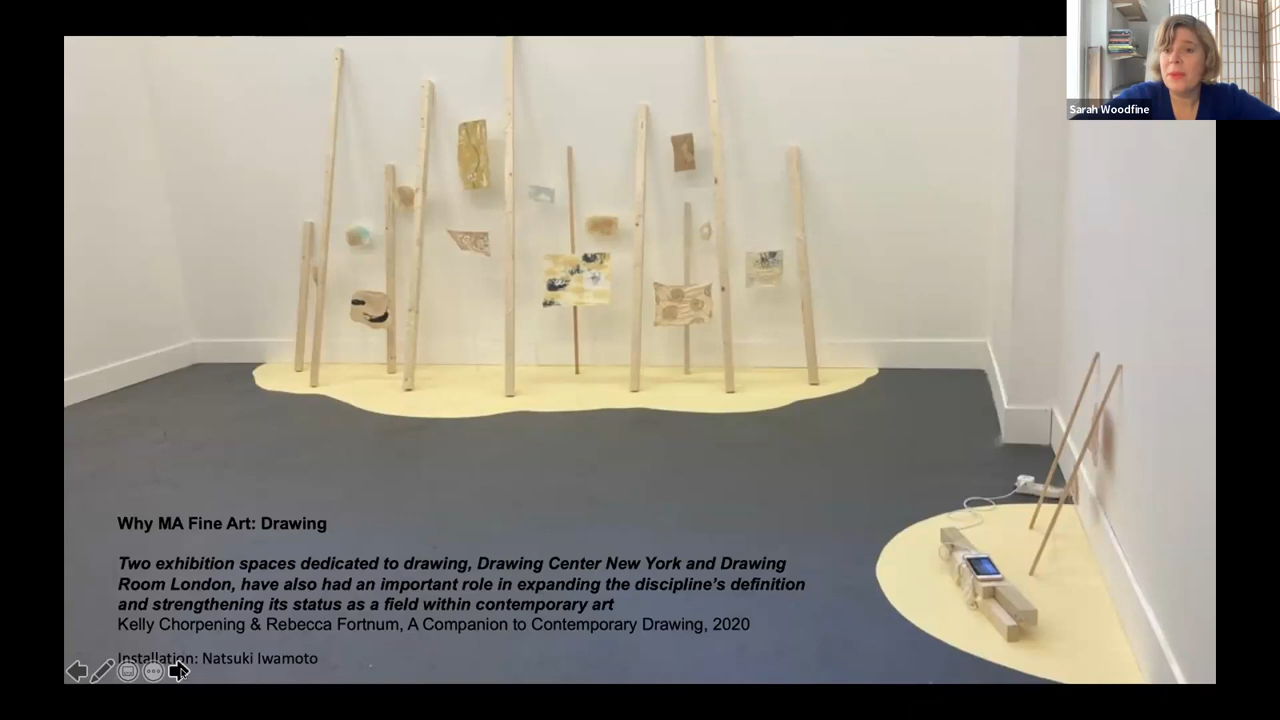 Sarah Woodfine
Why MA Fine Art: Drawing
Two exhibition spaces dedicated to drawing, Drawing Center New York and Drawing
Room London, have also had an important role in expanding the discipline’s definition
and strengthening its status as a field within contemporary art
Kelly Chorpening & Rebecca Fortnum, A Companion to Contemporary Drawing, 2020
Installation: Natsuki Iwamoto